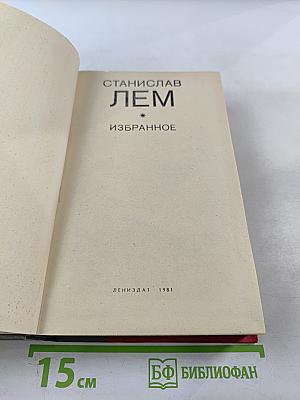 СТАНИСЛАВ
ЛЕМ
*
ИЗБРАННОЕ
ЛЕНИЗДАТ 1981
15 см
БФ БИБЛИОФАН